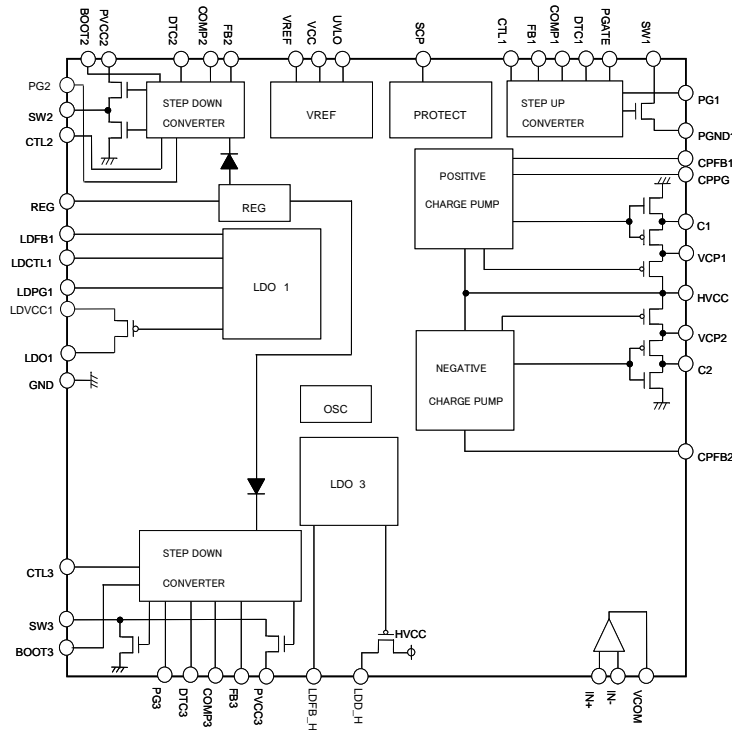 BOOT2
PVCC2
DTC2
COMP2
FB2
VREF
VCC
UVLO
SCP
CTL1
FB1
COMP1
DTC1
PGATE
SW1
PG2
SW2
CTL2
STEP DOWN
CONVERTER
VREF
PROTECT
STEP UP
CONVERTER
PG1
PGND1
CPFB1
CPPG
POSITIVE
CHARGE PUMP
REG
REG
C1
LDFB1
LDCTL1
LDPG1
LDVCC1
LDO1
GND
LDO 1
VCP1
HVCC
VCP2
C2
NEGATIVE
CHARGE PUMP
OSC
CPFB2
LDO 3
STEP DOWN
CONVERTER
CTL3
SW3
BOOT3
HVCC
PG3
DTC3
COMP3
FB3
PVCC3
LDFB_H
LDD_H
IN+
IN-
VCOM